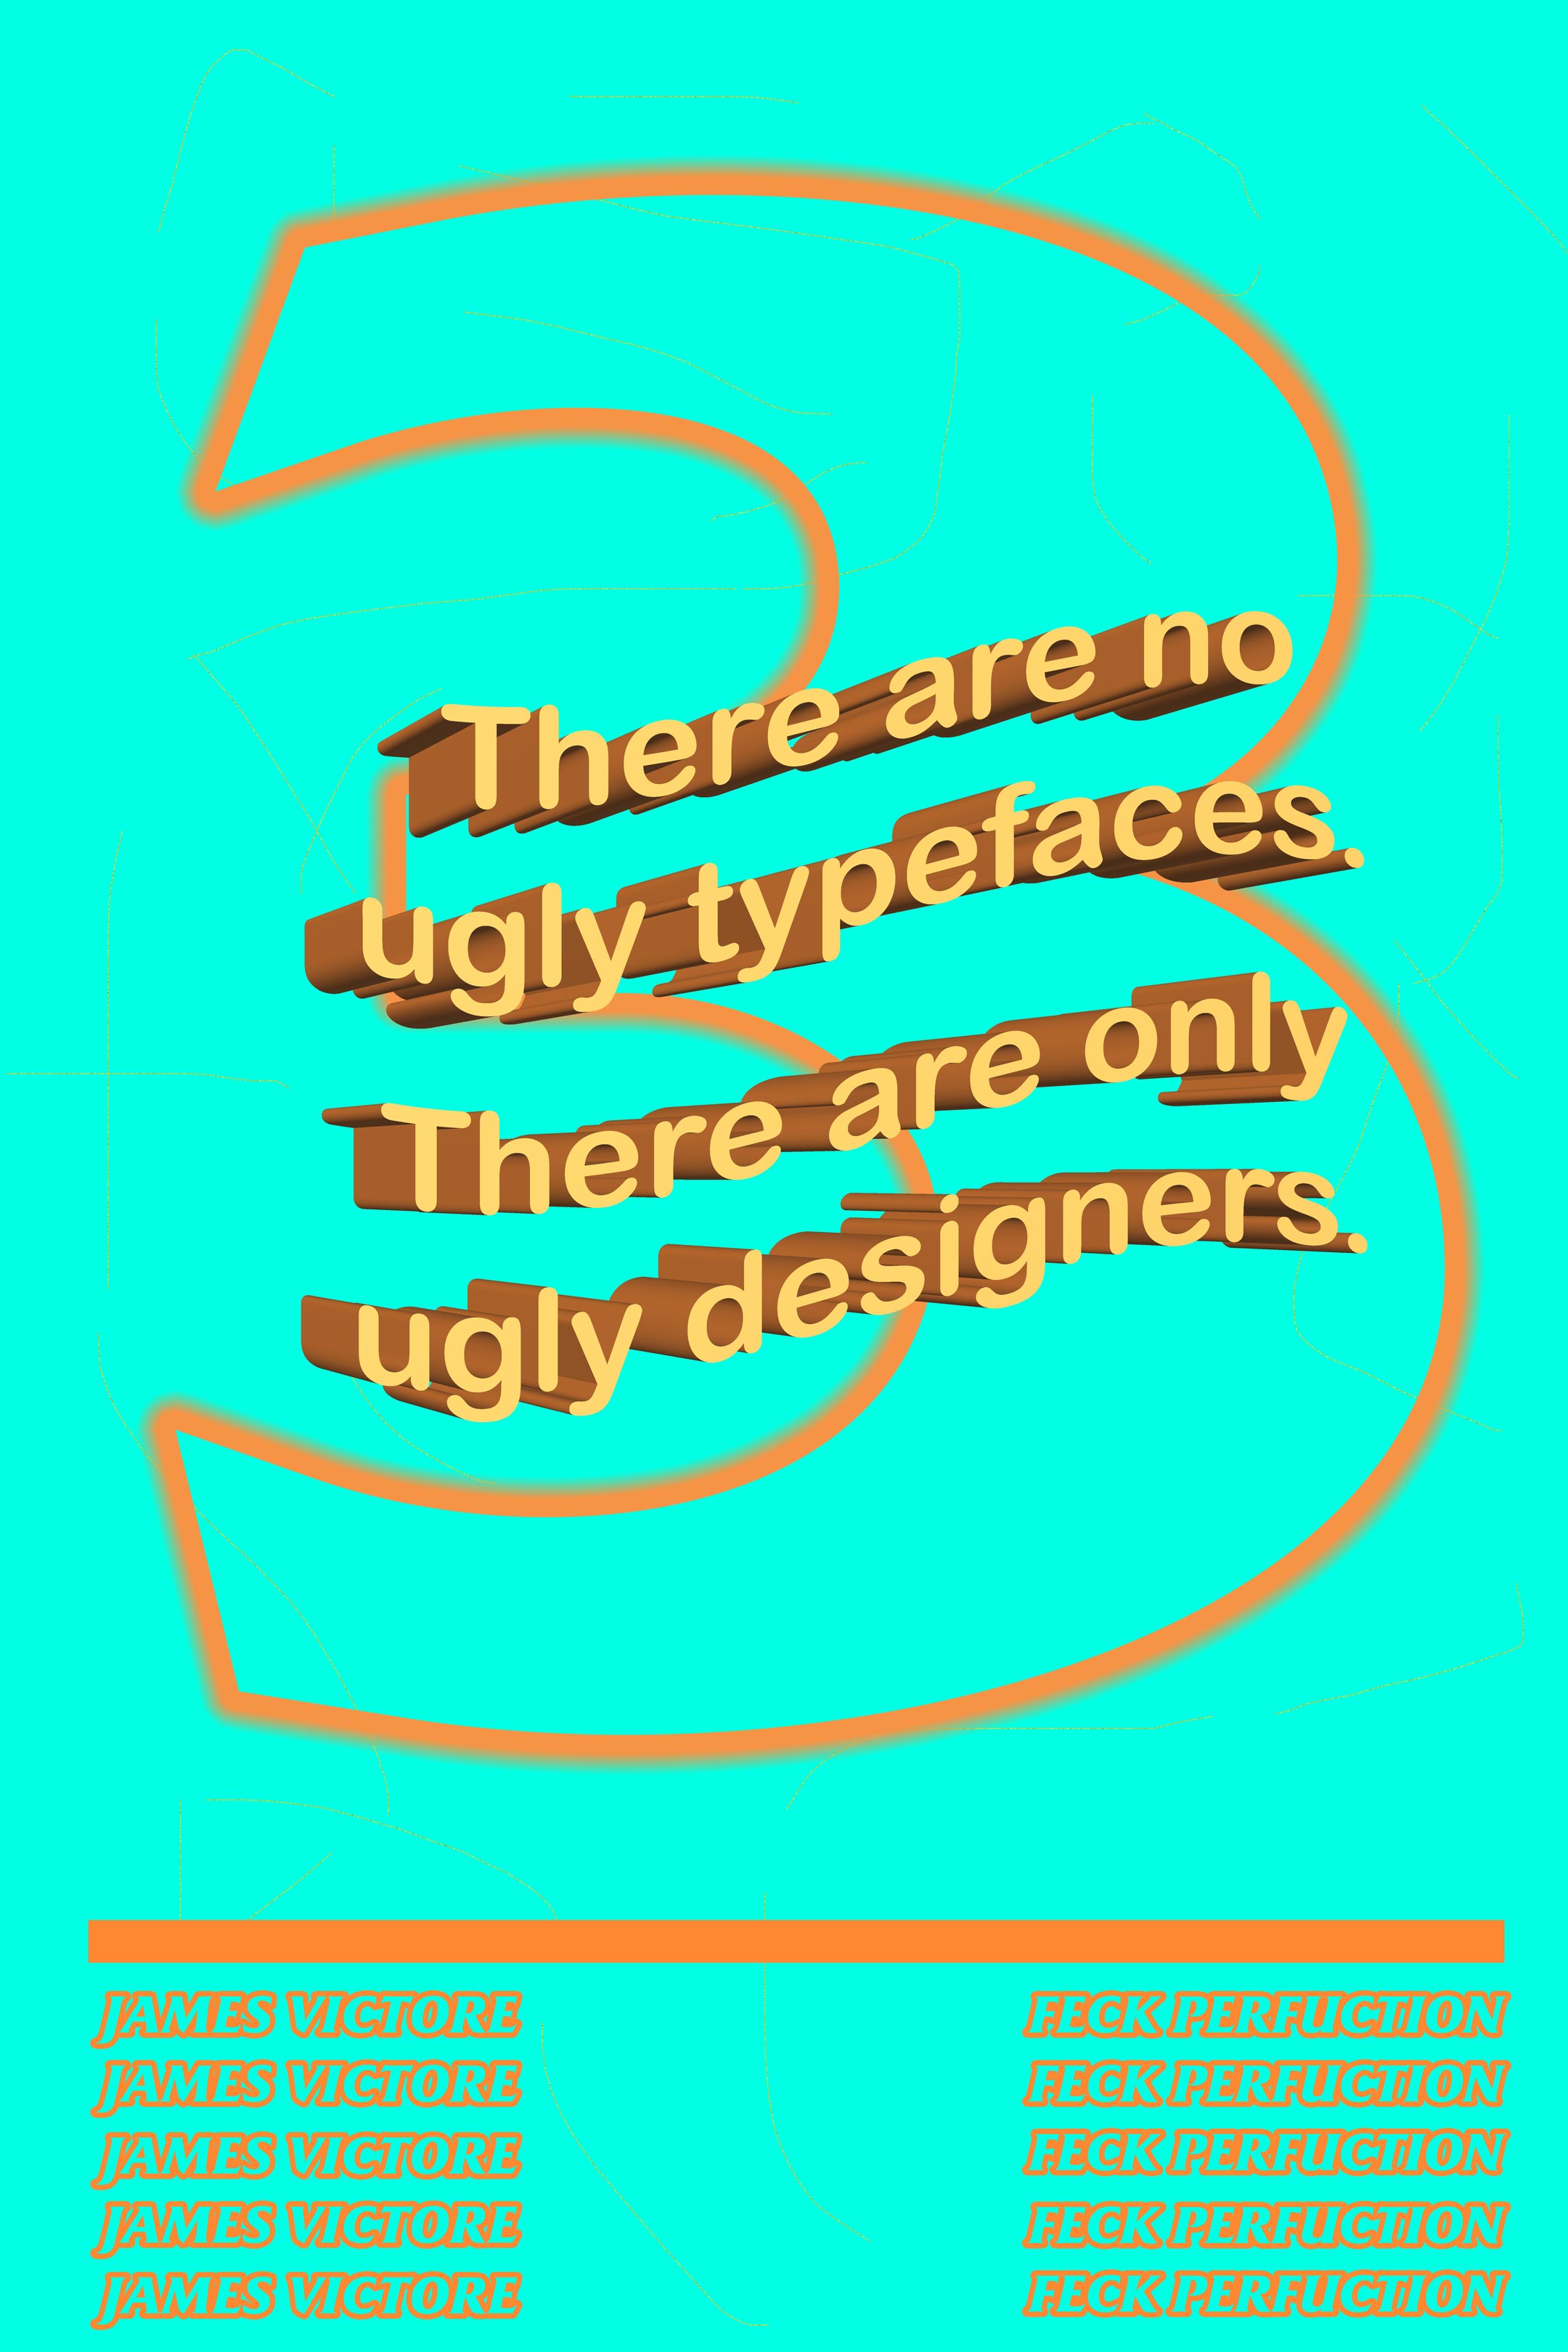 3
There are no
ugly typefaces.
There are only
ugly designers.
JAMES VICTORE
JAMES VICTORE
JAMES VICTORE
JAMES VICTORE
JAMES VICTORE
FECK PERFUCTION
FECK PERFUCTION
FECK PERFUCTION
FECK PERFUCTION
FECK PERFUCTION